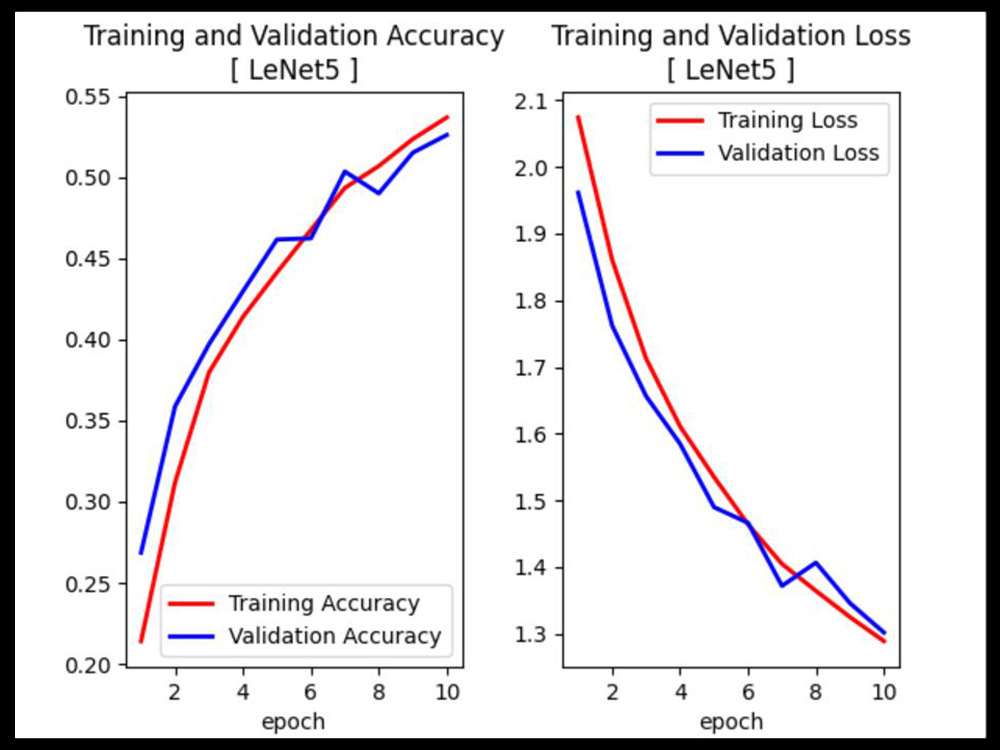 Training and Validation Accuracy
[ LeNet5 ]
0.55
0.50
0.45
0.40
0.35
0.30
0.25
0.20
Training Accuracy
Validation Accuracy
2 4 6 8 10
epoch
Training and Validation Loss
[ LeNet5 ]
2.1
2.0
1.9
1.8
1.7
1.6
1.5
1.4
1.3
Training Loss
Validation Loss
2 4 6 8 10
epoch